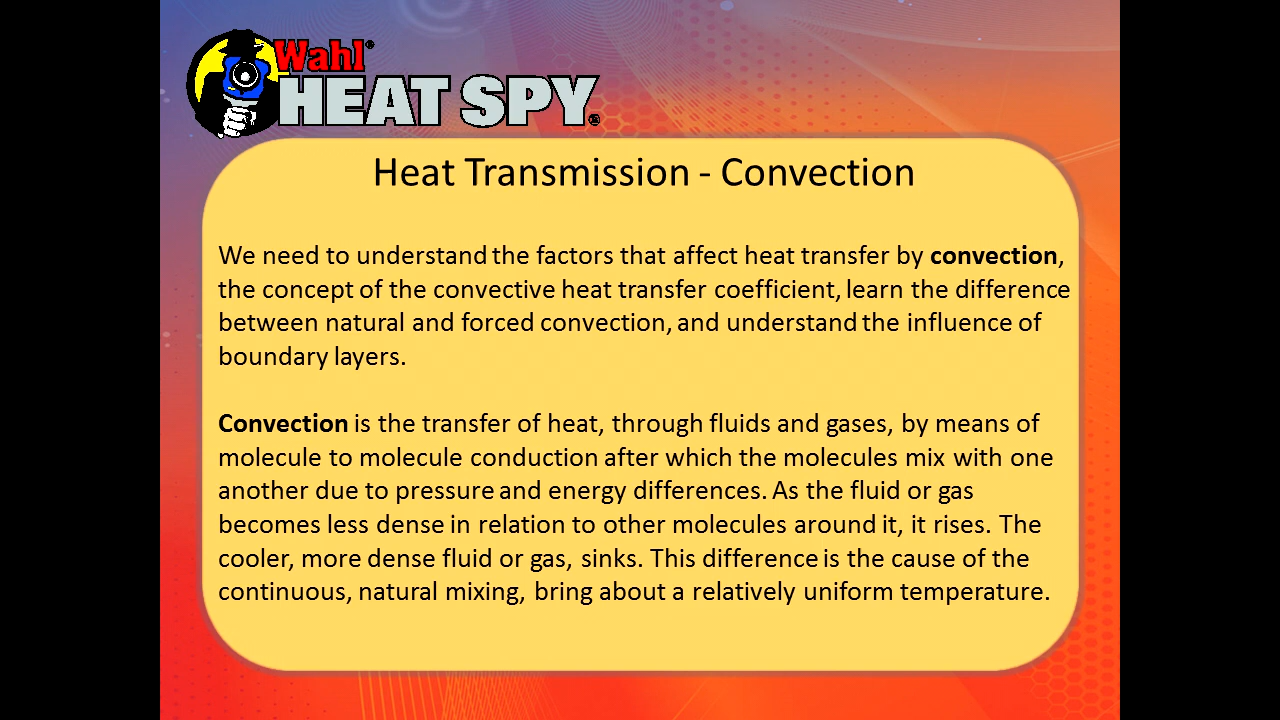 Wahl®
HEAT SPY®
Heat Transmission - Convection
We need to understand the factors that affect heat transfer by convection,
the concept of the convective heat transfer coefficient, learn the difference
between natural and forced convection, and understand the influence of
boundary layers.
Convection is the transfer of heat, through fluids and gases, by means of
molecule to molecule conduction after which the molecules mix with one
another due to pressure and energy differences. As the fluid or gas
becomes less dense in relation to other molecules around it, it rises. The
cooler, more dense fluid or gas, sinks. This difference is the cause of the
continuous, natural mixing, bring about a relatively uniform temperature.